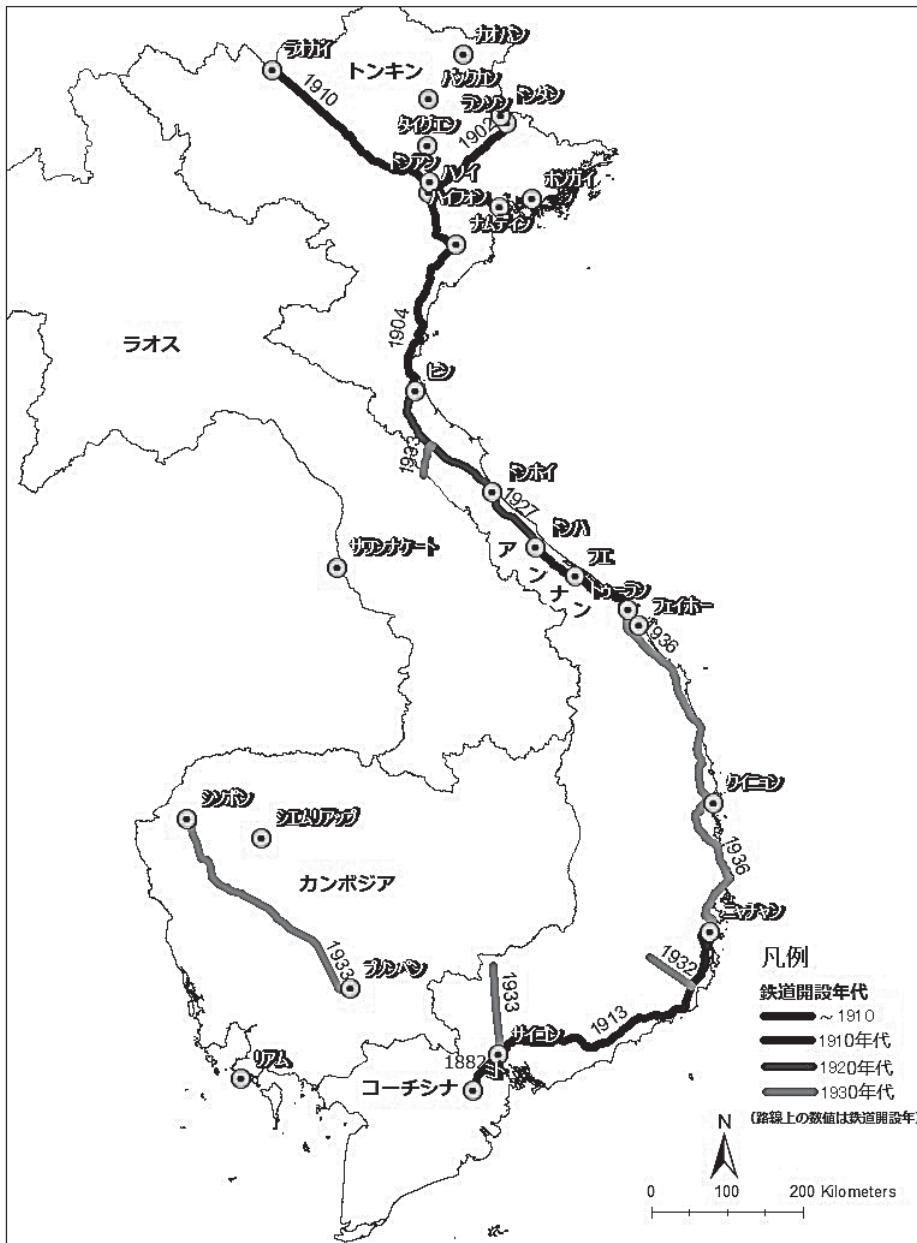 カオバン
ラオカイ
トンキン
1910
バックカン
ランソン
ドンダン
タイグエン
1902
ドンアン
ハノイ
ホンガイ
ハイフォン
ナムディン
1904
ラオス
ビン
1933
ドンホイ
1927
ドンハ
サワンナケート
アンナン
フエ
トゥーラン
フェイホー
1936
クイニョン
シソポン
シエムリアップ
1936
カンボジア
ニャチャン
1933
プノンペン
1933
1932
凡例
鉄道開設年代
～1910
1910年代
1920年代
1930年代
(路線上の数値は鉄道開設年)
1913
サイゴン
1882
ミト
リアム
コーチシナ
N
0 100 200 Kilometers